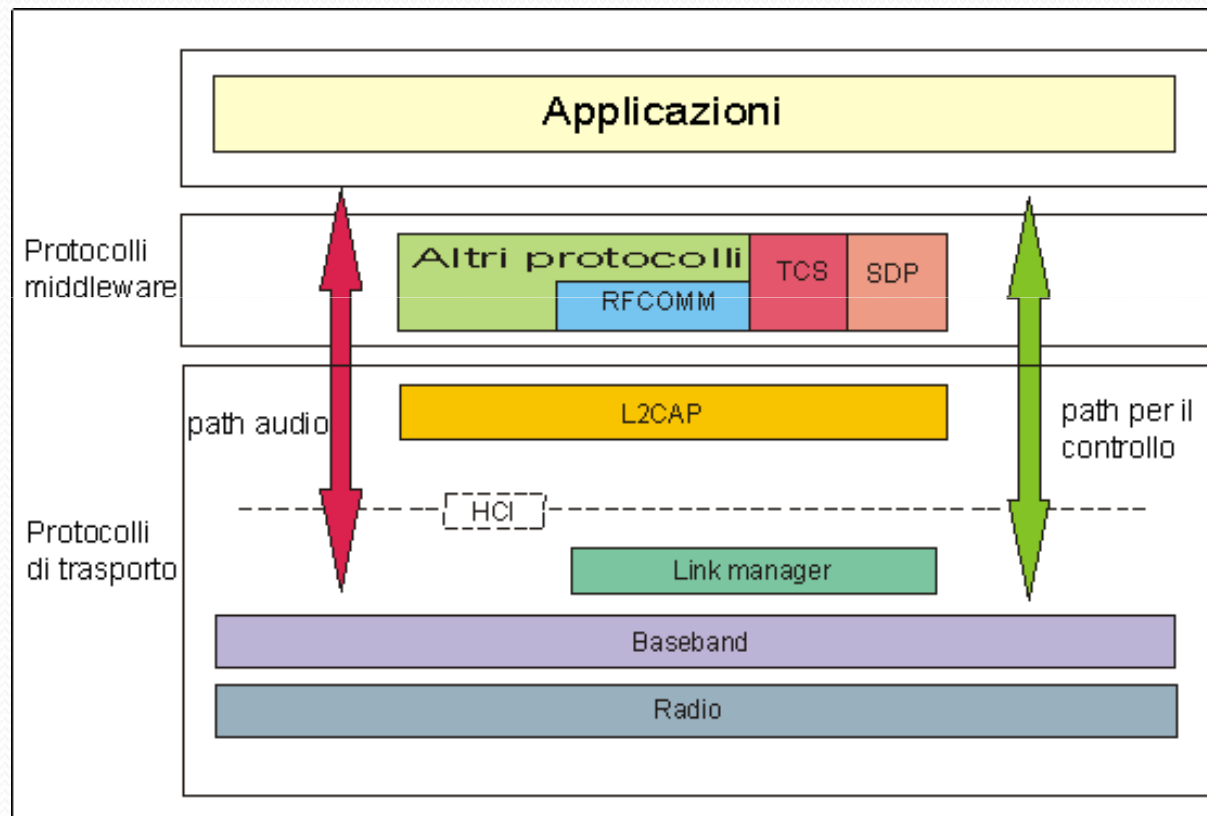 Applicazioni
Protocolli
middleware
Altri protocolli
RFCOMM
TCS
SDP
L2CAP
path audio
path per il
controllo
HCI
Protocolli
di trasporto
Link manager
Baseband
Radio